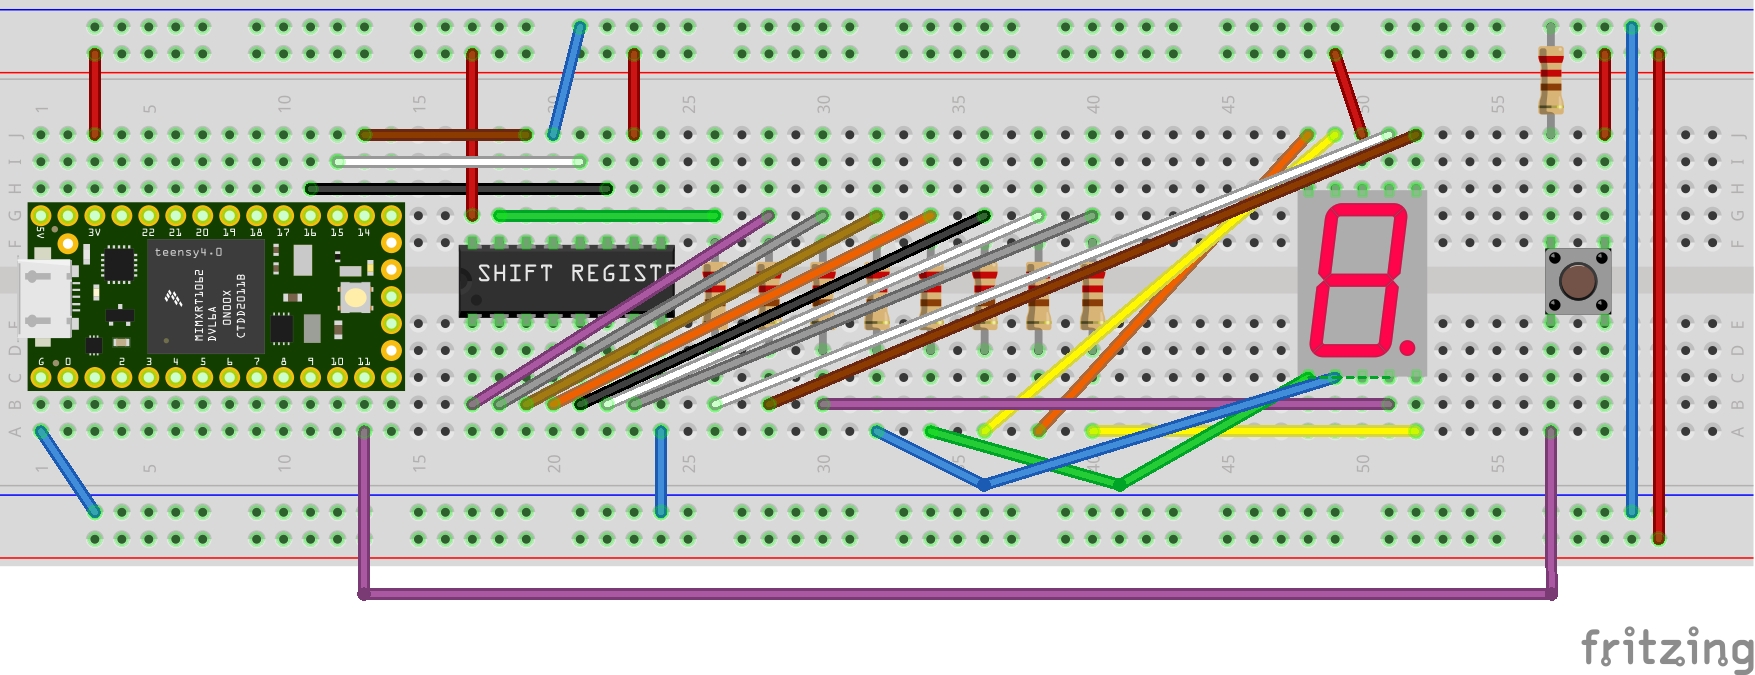 1 5 10 15 20 25 30 35 40 45 50 55
J J
I I
H H
G G
F F
5V 3V 22 21 20 19 18 17 16 15 14
teensy4.0
MIMXRT1062
DVL6A
0N00X
CTDD2011B
SHIFT REGIST
E E
D D
G 0 2 3 4 5 6 7 8 9 10 11
C C
B B
A A
1 5 10 15 20 25 30 35 40 45 50 55
fritzing